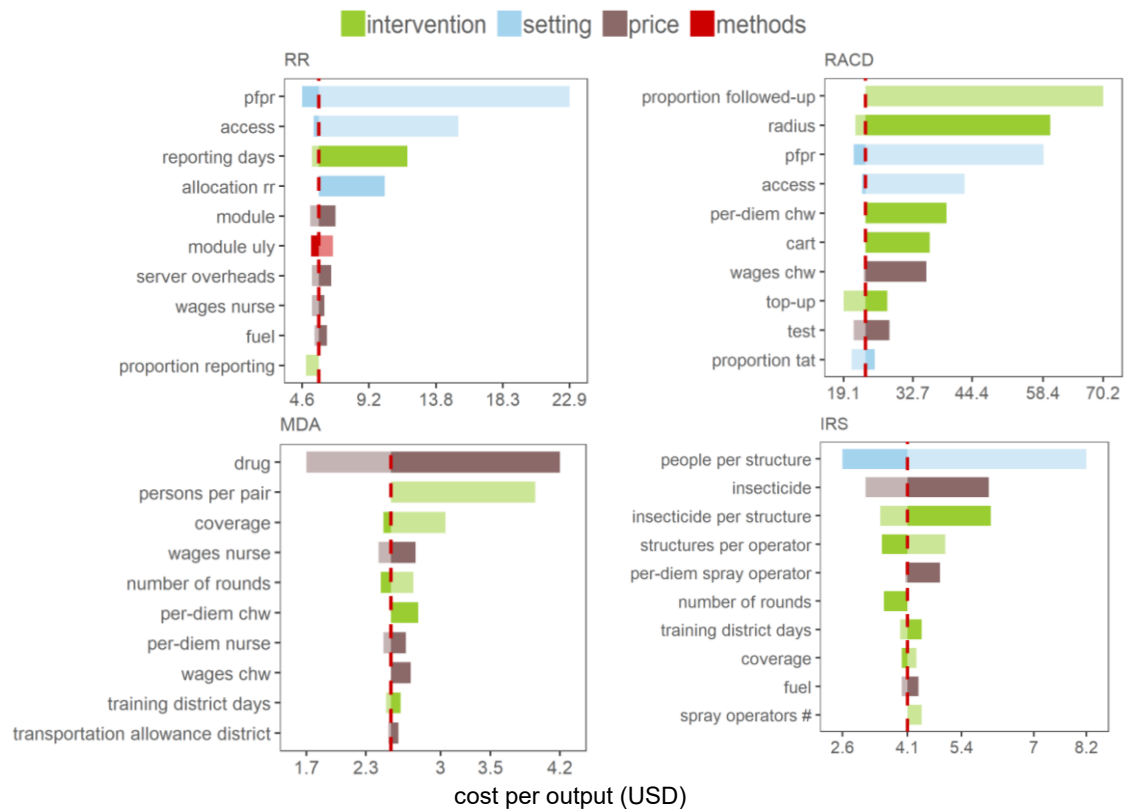 intervention setting price methods
RR
pfpr
access
reporting days
allocation rr
module
module uly
server overheads
wages nurse
fuel
proportion reporting
4.6 9.2 13.8 18.3 22.9
RACD
proportion followed-up
radius
pfpr
access
per-diem chw
cart
wages chw
top-up
test
proportion tat
19.1 32.7 44.4 58.4 70.2
MDA
drug
persons per pair
coverage
wages nurse
number of rounds
per-diem chw
per-diem nurse
wages chw
training district days
transportation allowance district
1.7 2.3 3 3.5 4.2
IRS
people per structure
insecticide
insecticide per structure
structures per operator
per-diem spray operator
number of rounds
training district days
coverage
fuel
spray operators #
2.6 4.1 5.4 7 8.2
cost per output (USD)